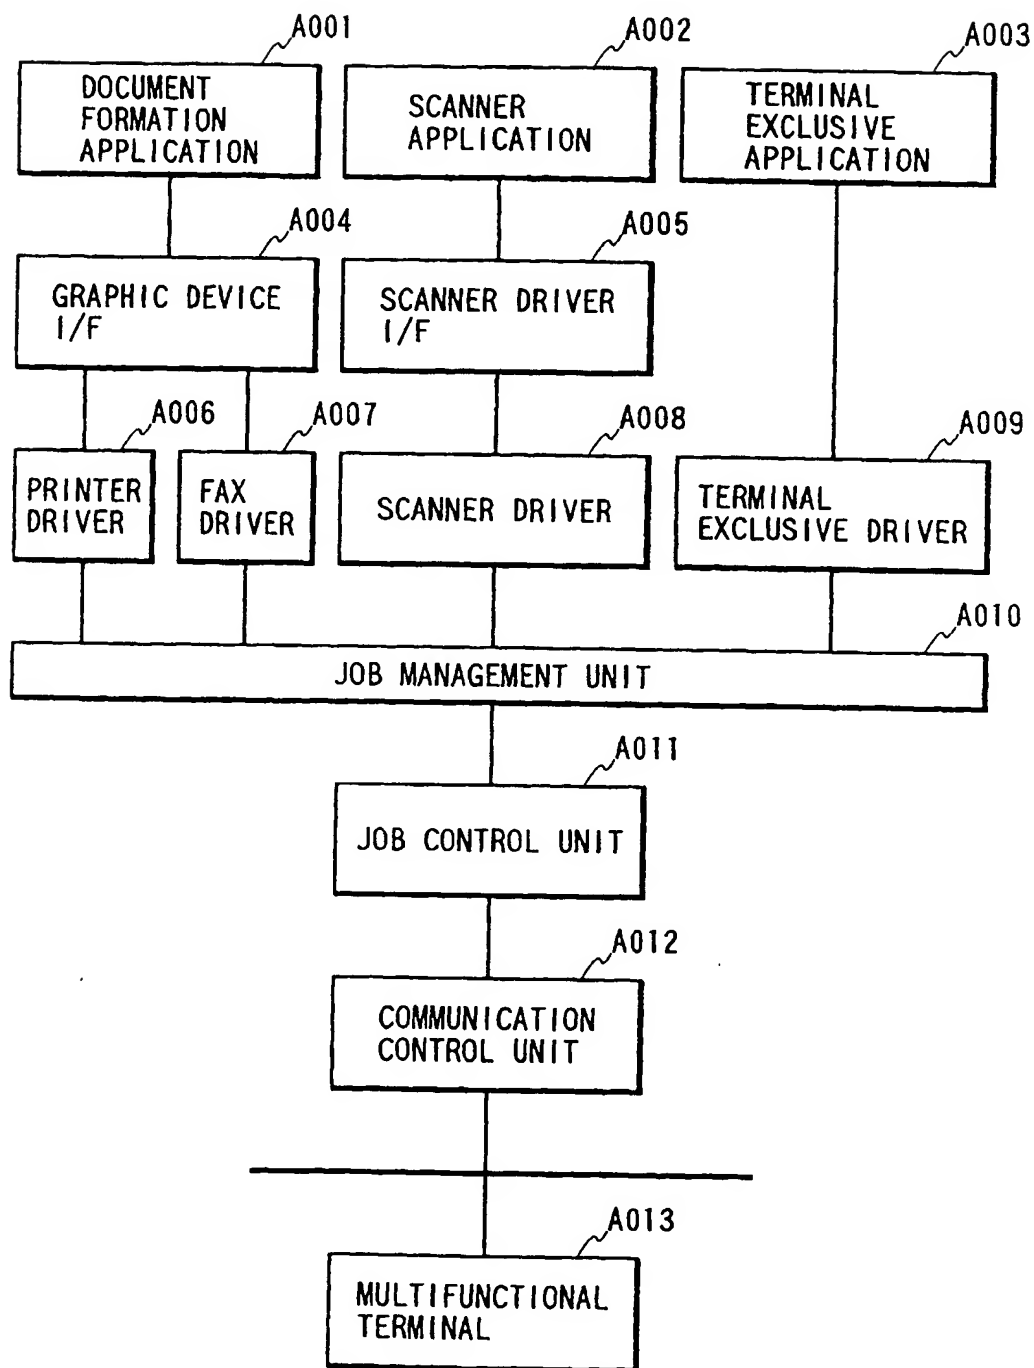 A001
DOCUMENT
FORMATION
APPLICATION
A002
SCANNER
APPLICATION
A003
TERMINAL
EXCLUSIVE
APPLICATION
A004
GRAPHIC DEVICE
I/F
A005
SCANNER DRIVER
I/F
A006
PRINTER
DRIVER
A007
FAX
DRIVER
A008
SCANNER DRIVER
A009
TERMINAL
EXCLUSIVE DRIVER
A010
JOB MANAGEMENT UNIT
A011
JOB CONTROL UNIT
A012
COMMUNICATION
CONTROL UNIT
A013
MULTIFUNCTIONAL
TERMINAL